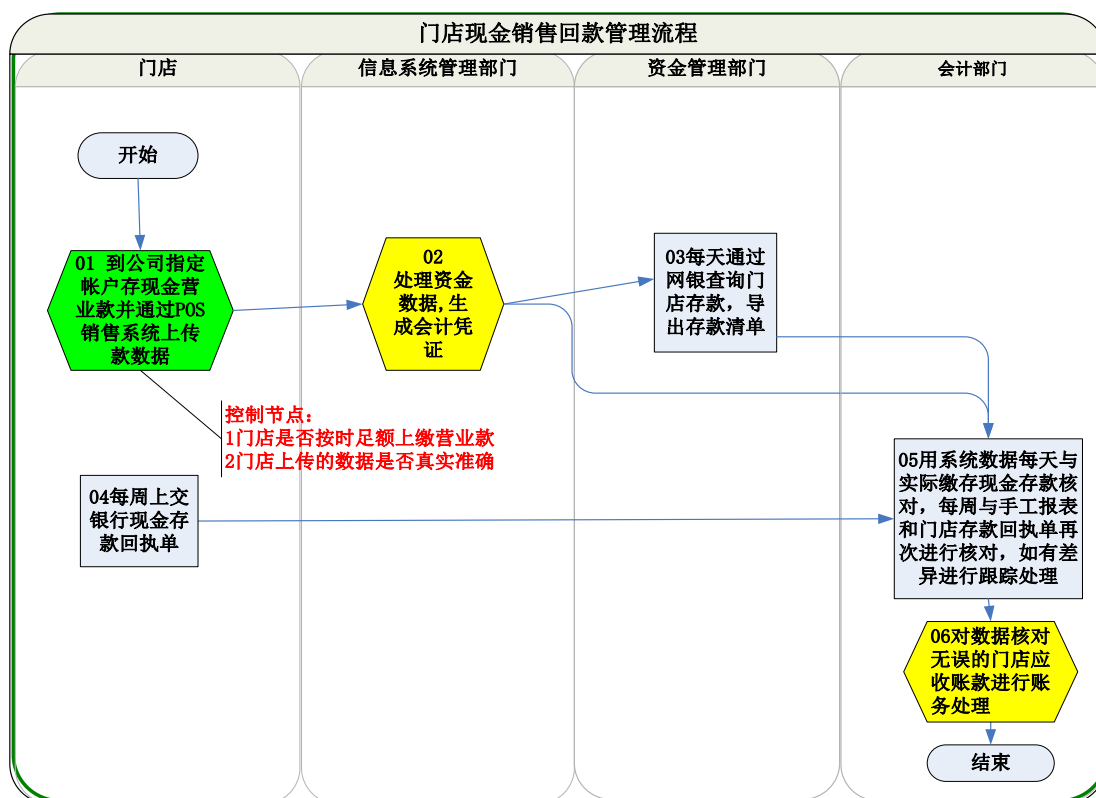 门店现金销售回款管理流程
门店
信息系统管理部门
资金管理部门
会计部门
开始
01 到公司指定
帐户存现金营
业款并通过POS
销售系统上传
款数据
02
处理资金
数据,生
成会计凭
证
03每天通过
网银查询门
店存款，导
出存款清单
控制节点：
1门店是否按时足额上缴营业款
2门店上传的数据是否真实准确
04每周上交
银行现金存
款回执单
05用系统数据每天与
实际缴存现金存款核
对，每周与手工报表
和门店存款回执单再
次进行核对，如有差
异进行跟踪处理
06对数据核对
无误的门店应
收账款进行账
务处理
结束